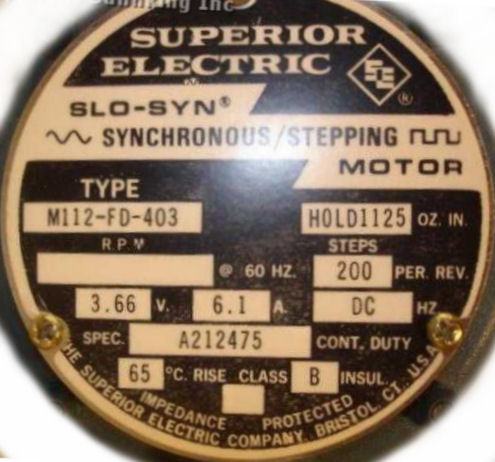 SUPERIOR
ELECTRIC
SE ®
SLO-SYN®
SYNCHRONOUS/STEPPING
MOTOR
TYPE
M112-FD-403 HOLD1125 OZ. IN.
R.P.M STEPS
@ 60 HZ. 200 PER. REV.
3.66 V. 6.1 A. DC HZ
SPEC. A212475 CONT. DUTY
65 °C. RISE CLASS B INSUL.
IMPEDANCE PROTECTED
THE SUPERIOR ELECTRIC COMPANY, BRISTOL, CT., U.S.A.